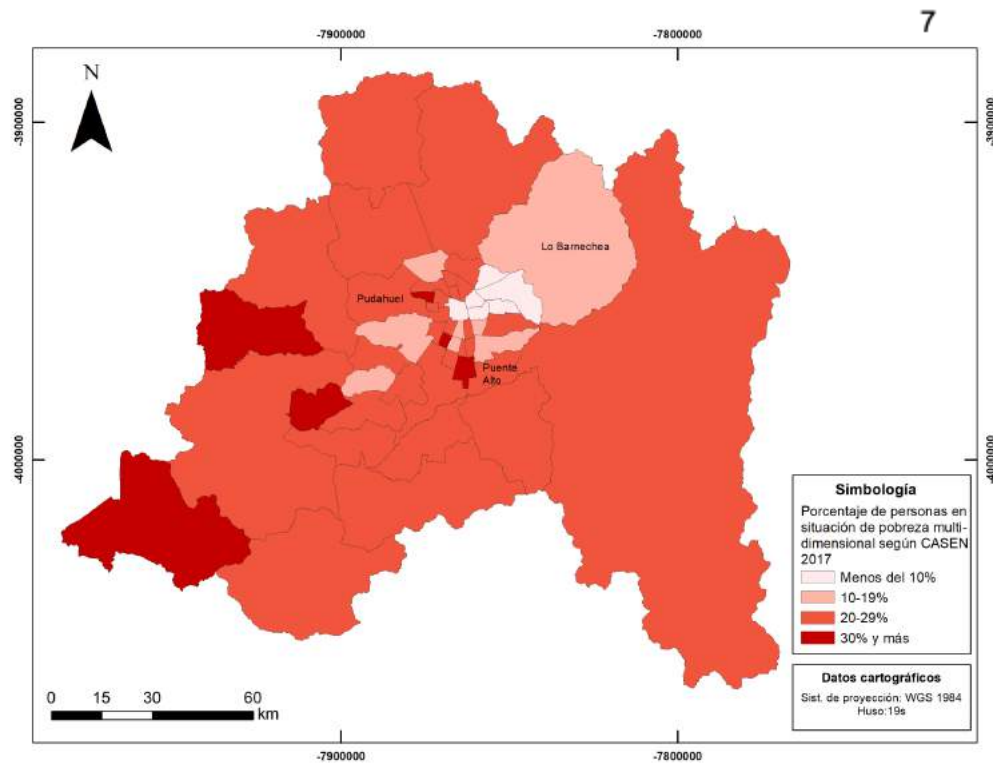 7
-7900000
-7800000
N
-3900000
-3900000
Lo Barnechea
Pudahuel
Puente
Alto
-4000000
-4000000
Simbología
Porcentaje de personas en
situación de pobreza multi-
dimensional según CASEN
2017
Menos del 10%
10-19%
20-29%
30% y más
Datos cartográficos
Sist. de proyección: WGS 1984
Huso:19s
0 15 30 60
km
-7900000
-7800000